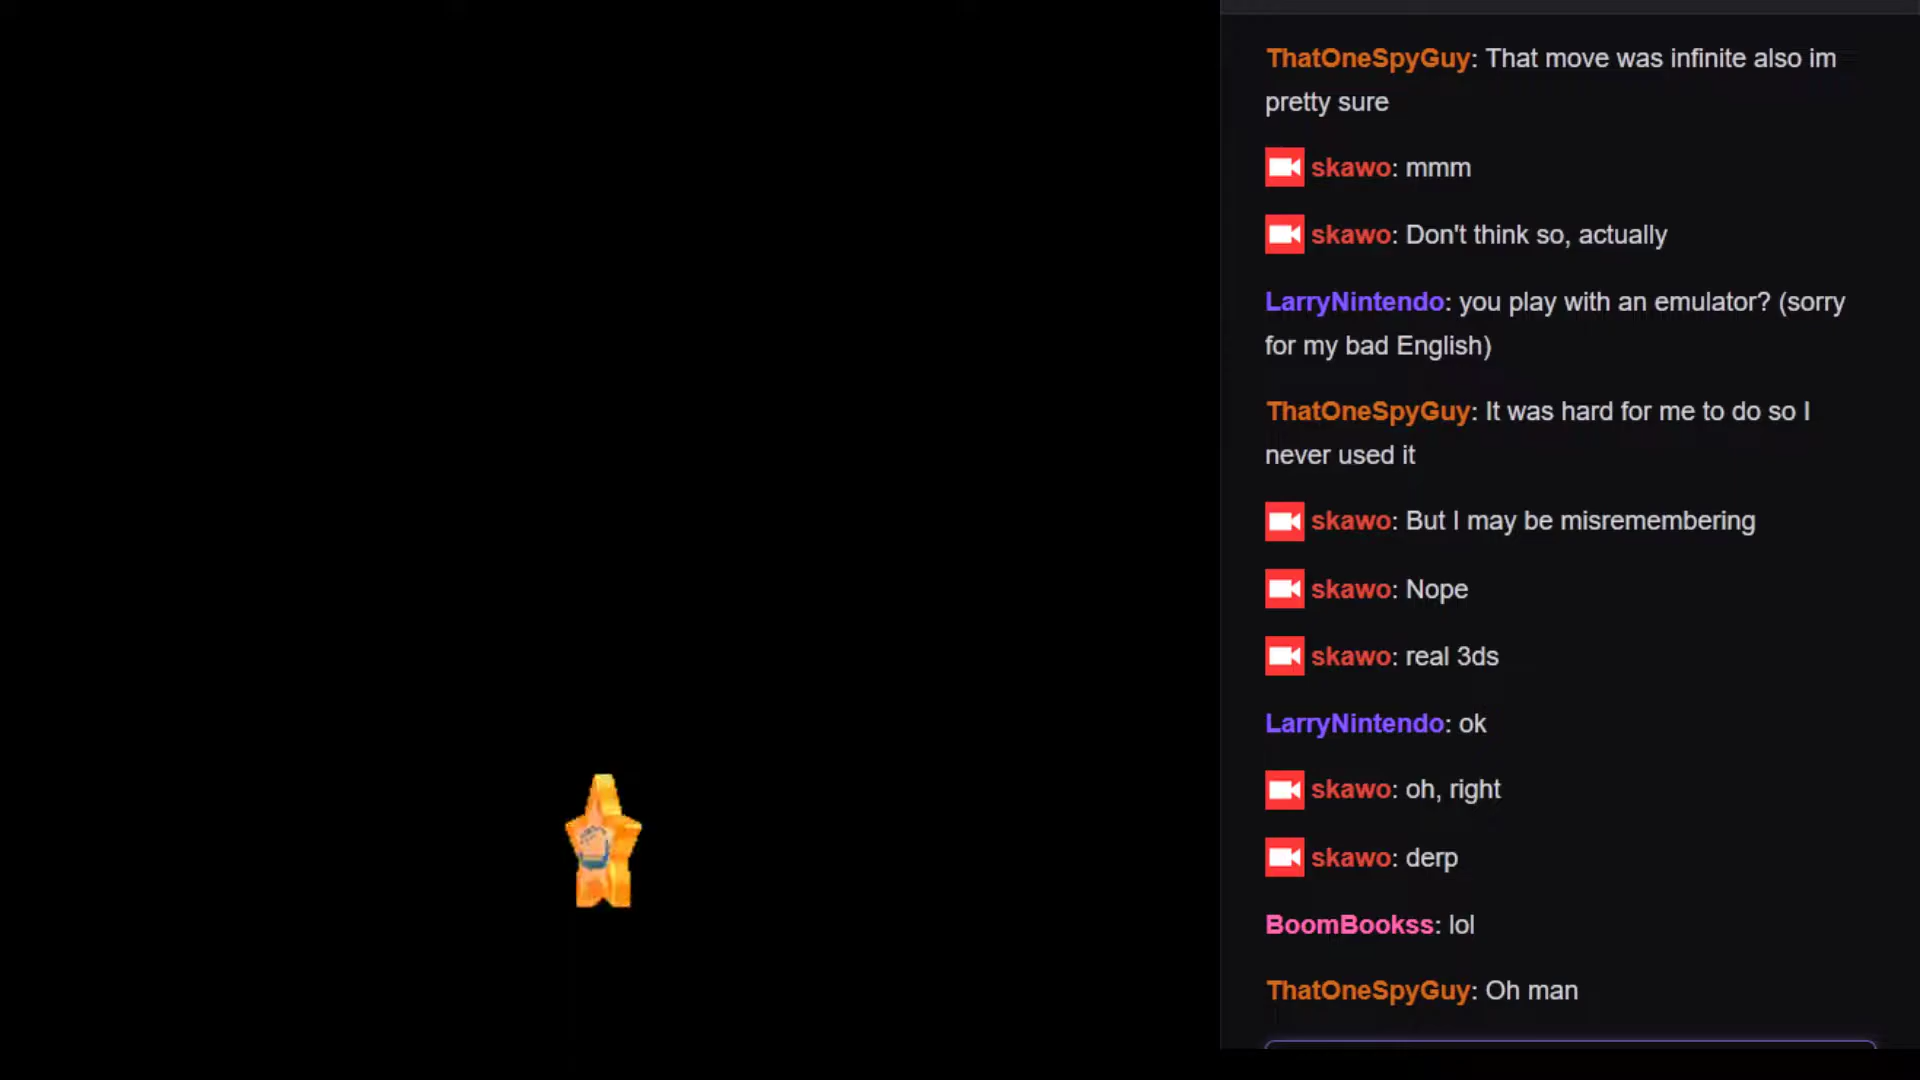 ThatOneSpyGuy: That move was infinite also im
pretty sure
skawo: mmm
skawo: Don't think so, actually
LarryNintendo: you play with an emulator? (sorry
for my bad English)
ThatOneSpyGuy: It was hard for me to do so I
never used it
skawo: But I may be misremembering
skawo: Nope
skawo: real 3ds
LarryNintendo: ok
skawo: oh, right
skawo: derp
BoomBookss: lol
ThatOneSpyGuy: Oh man